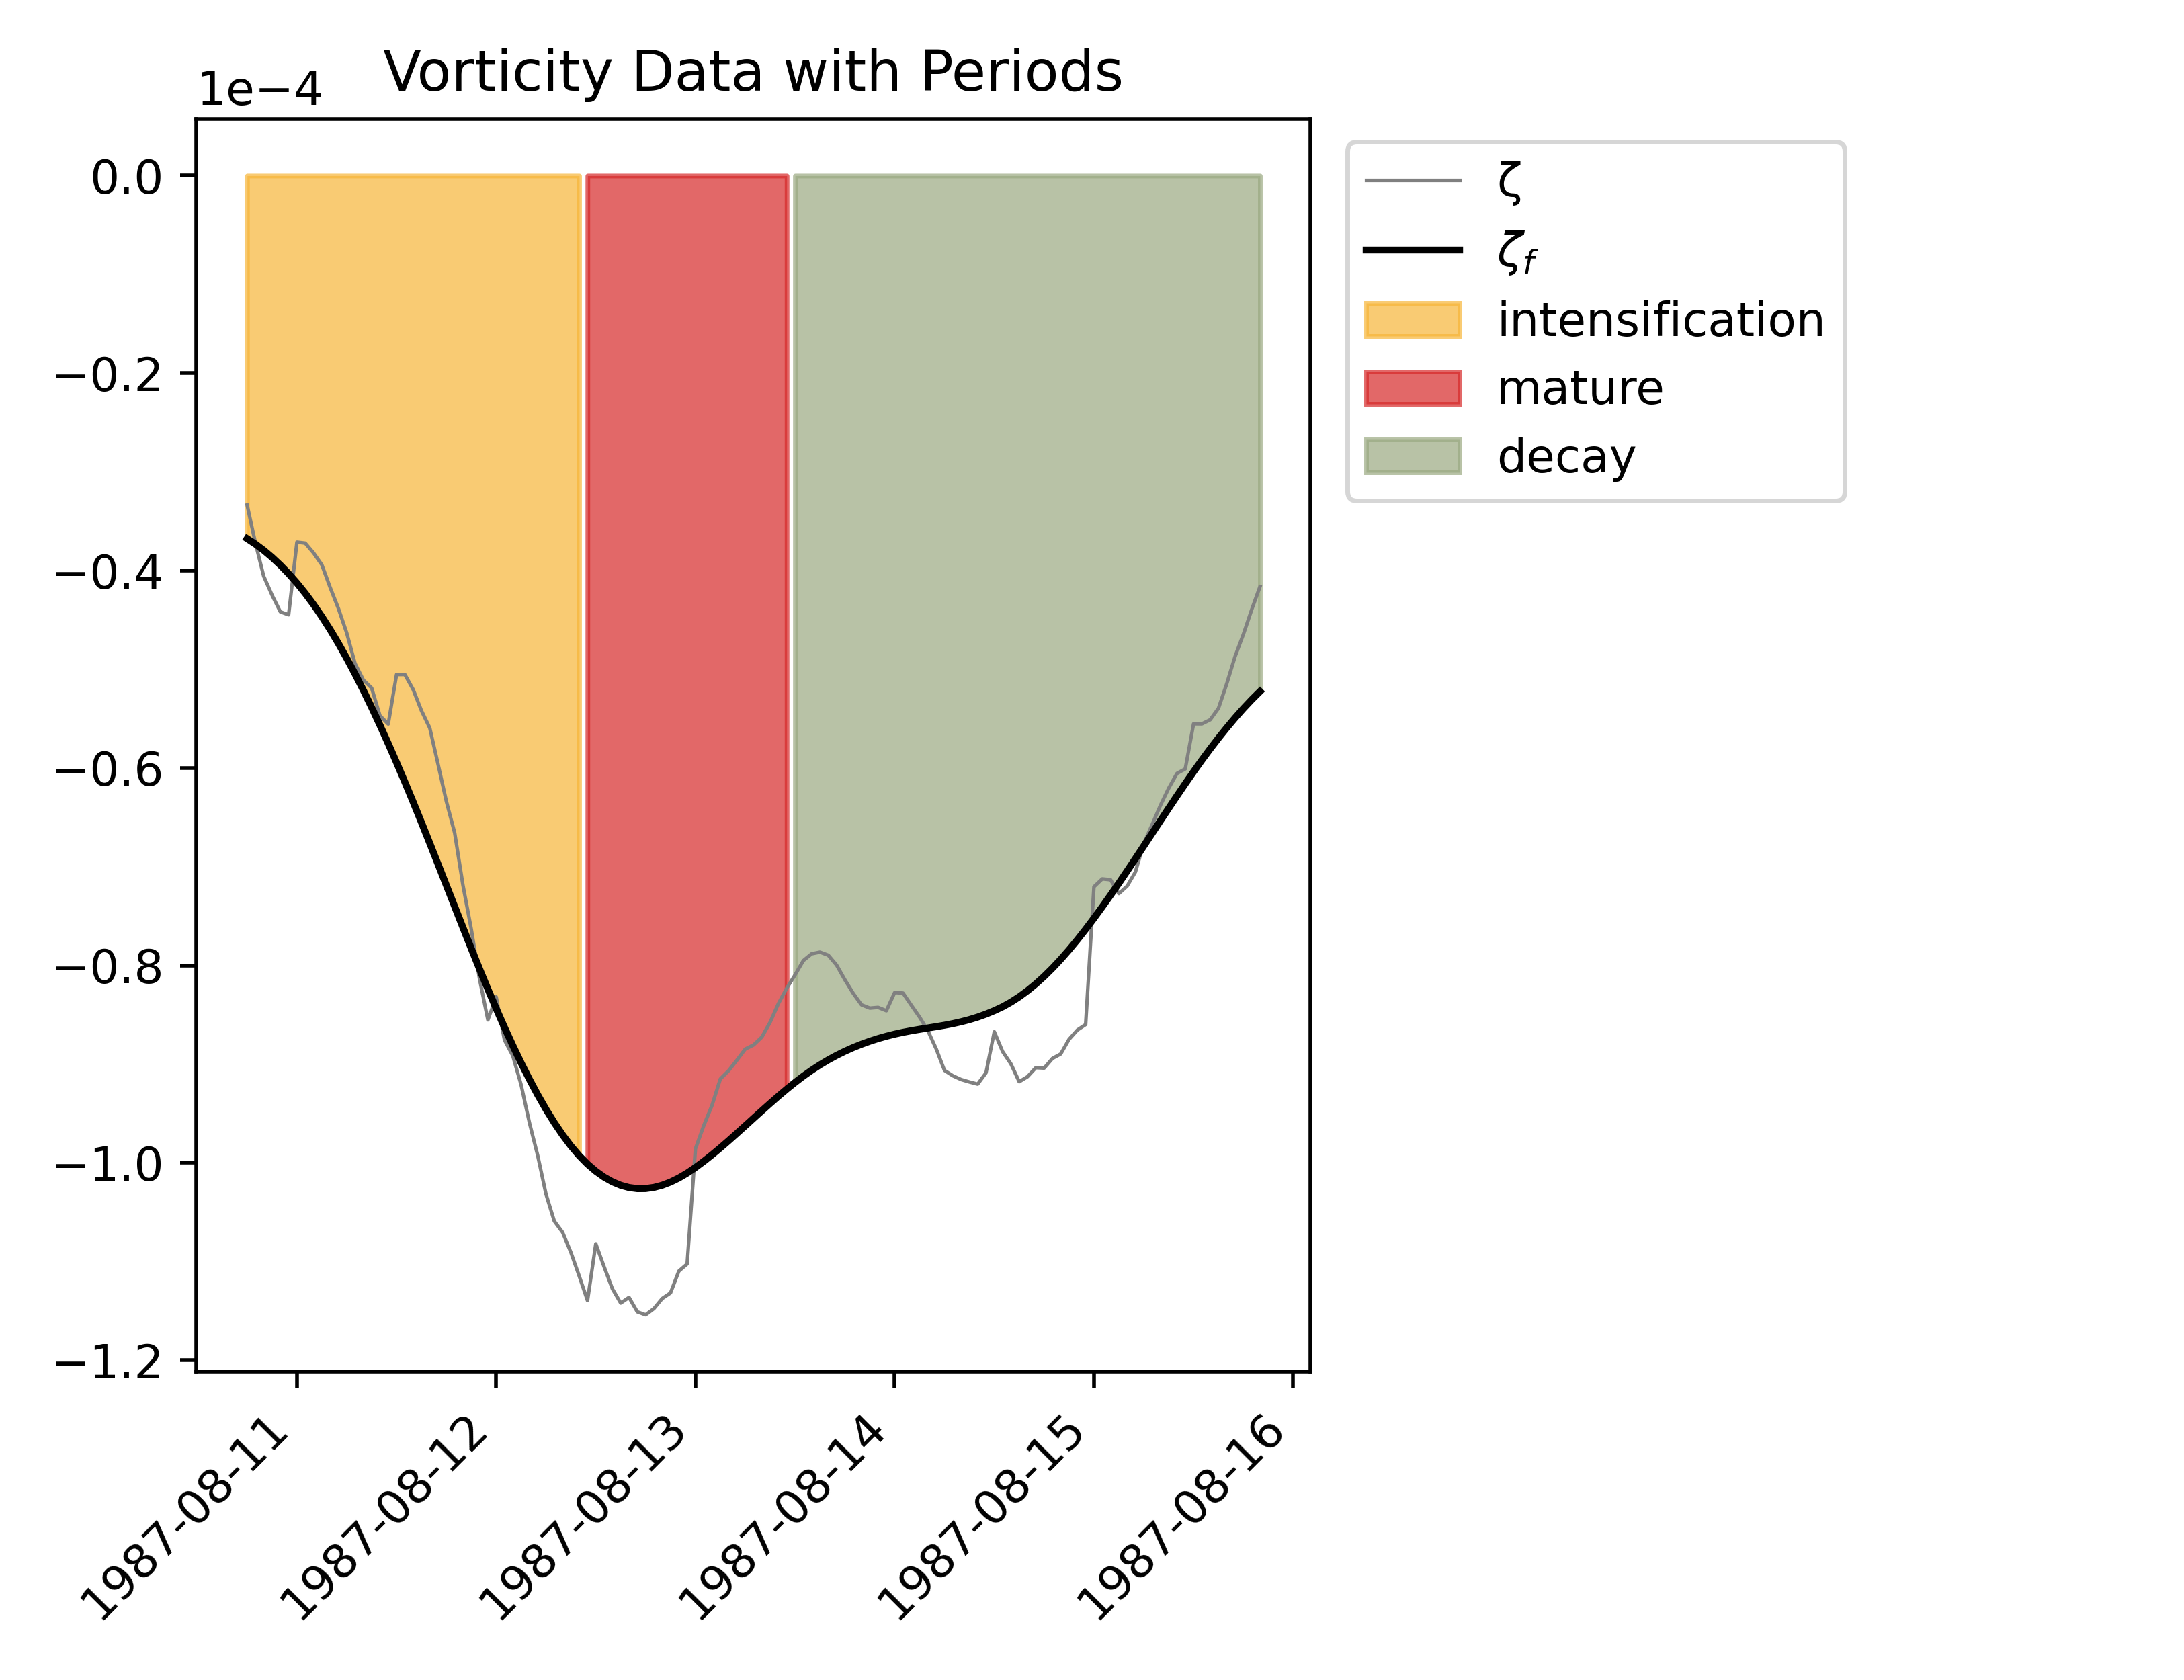 Vorticity Data with Periods
1e−4
0.0
−0.2
−0.4
−0.6
−0.8
−1.0
−1.2
1987-08-11
1987-08-12
1987-08-13
1987-08-14
1987-08-15
1987-08-16
ζ
ζf
intensification
mature
decay